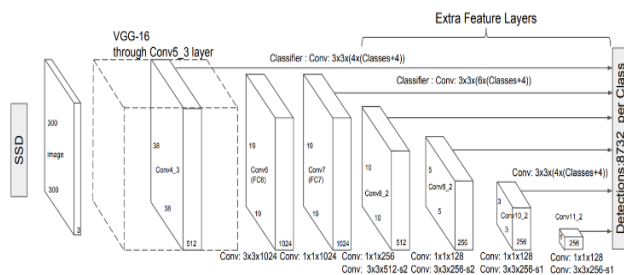 Extra Feature Layers
VGG-16
through Conv5_3 layer
Classifier : Conv: 3x3x(4x(Classes+4))
Classifier : Conv: 3x3x(6x(Classes+4))
SSD
300
Image
300
3
38
Conv4_3
38
512
19
Conv6
(FC6)
19
1024
19
Conv7
(FC7)
19
1024
10
Conv8_2
10
512
5
Conv9_2
5
256
Conv: 3x3x(4x(Classes+4))
3
Conv10_2
3
256
Conv11_2
256
Detections:8732 per Class
Conv: 3x3x1024
Conv: 1x1x1024
Conv: 1x1x256
Conv: 3x3x512-s2
Conv: 1x1x128
Conv: 3x3x256-s2
Conv: 1x1x128
Conv: 3x3x256-s1
Conv: 1x1x128
Conv: 3x3x256-s1